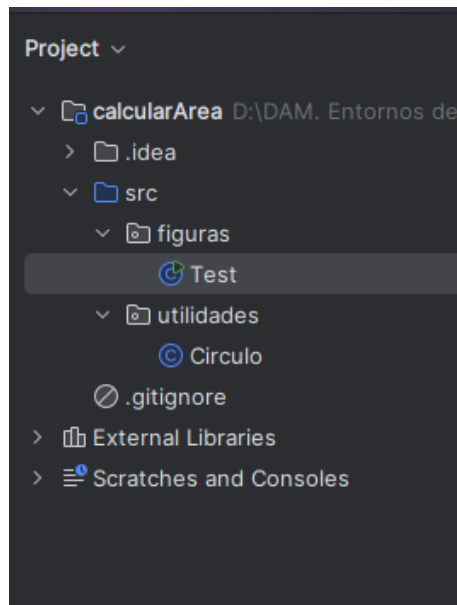 Project
calcularArea D:\DAM. Entornos de
.idea
src
figuras
Test
utilidades
Circulo
.gitignore
External Libraries
Scratches and Consoles